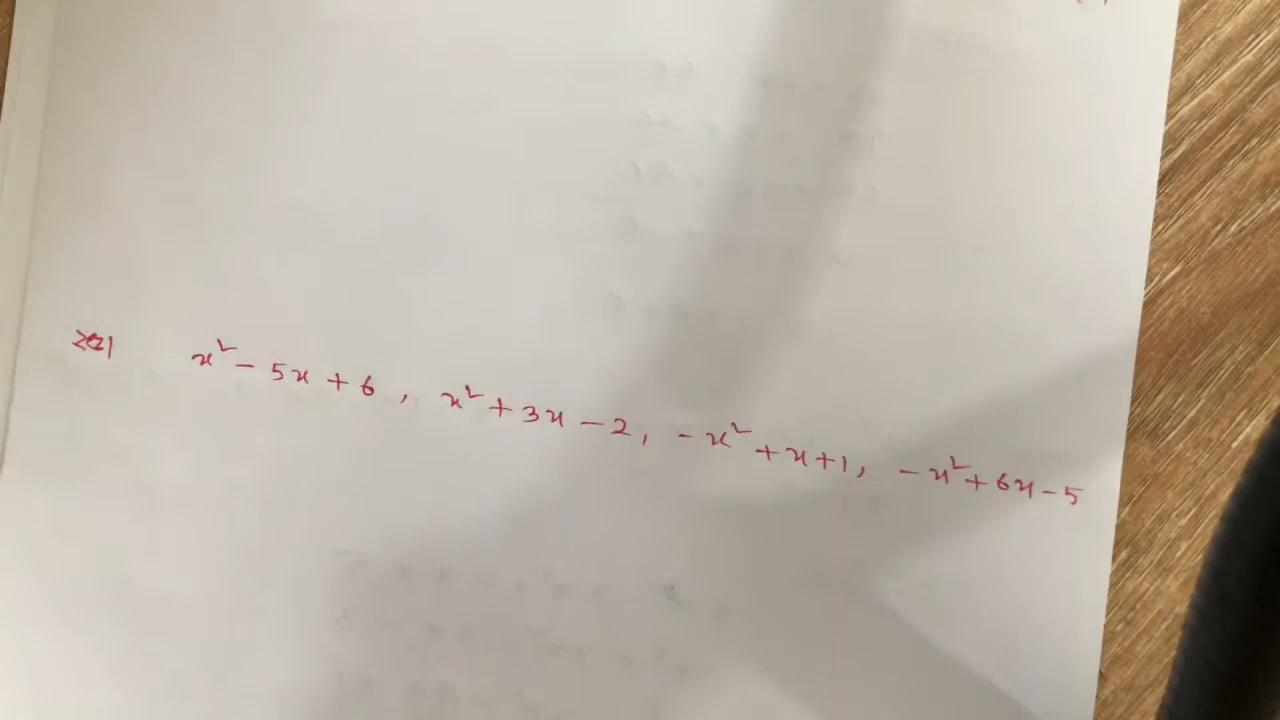 x² - 5x + 6 , x² + 3x - 2, -x² + x + 1, -x² + 6x - 5